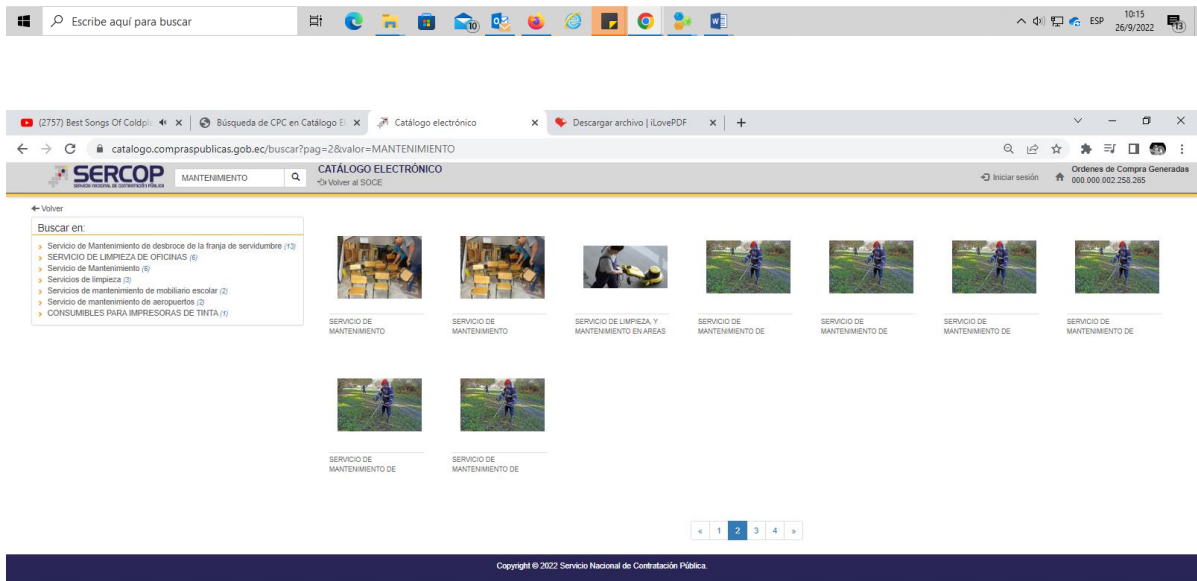 Escribe aquí para buscar
10
ESP
10:15
26/9/2022
13
(2757) Best Songs Of Coldpl
Búsqueda de CPC en Catálogo El
Catálogo electrónico
Descargar archivo | iLovePDF
catalogo.compraspublicas.gob.ec/buscar?pag=2&valor=MANTENIMIENTO
SERCOP
SERVICIO NACIONAL DE CONTRATACIÓN PÚBLICA
MANTENIMIENTO
CATÁLOGO ELECTRÓNICO
Volver al SOCE
Iniciar sesión
Ordenes de Compra Generadas
000.000.002.258.265
Volver
Buscar en:
Servicio de Mantenimiento de desbroce de la franja de servidumbre (13)
SERVICIO DE LIMPIEZA DE OFICINAS (6)
Servicio de Mantenimiento (6)
Servicios de limpieza (3)
Servicios de mantenimiento de mobiliario escolar (2)
Servicio de mantenimiento de aeropuertos (2)
CONSUMIBLES PARA IMPRESORAS DE TINTA (1)
SERVICIO DE
MANTENIMIENTO
SERVICIO DE
MANTENIMIENTO
SERVICIO DE LIMPIEZA, Y
MANTENIMIENTO EN AREAS
SERVICIO DE
MANTENIMIENTO DE
SERVICIO DE
MANTENIMIENTO DE
SERVICIO DE
MANTENIMIENTO DE
SERVICIO DE
MANTENIMIENTO DE
SERVICIO DE
MANTENIMIENTO DE
SERVICIO DE
MANTENIMIENTO DE
« 1 2 3 4 »
Copyright © 2022 Servicio Nacional de Contratación Pública.